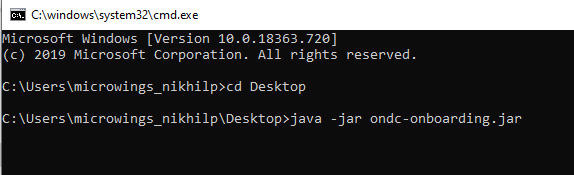 C:\windows\system32\cmd.exe
Microsoft Windows [Version 10.0.18363.720]
(c) 2019 Microsoft Corporation. All rights reserved.
C:\Users\microwings_nikhilp>cd Desktop
C:\Users\microwings_nikhilp\Desktop>java -jar ondc-onboarding.jar